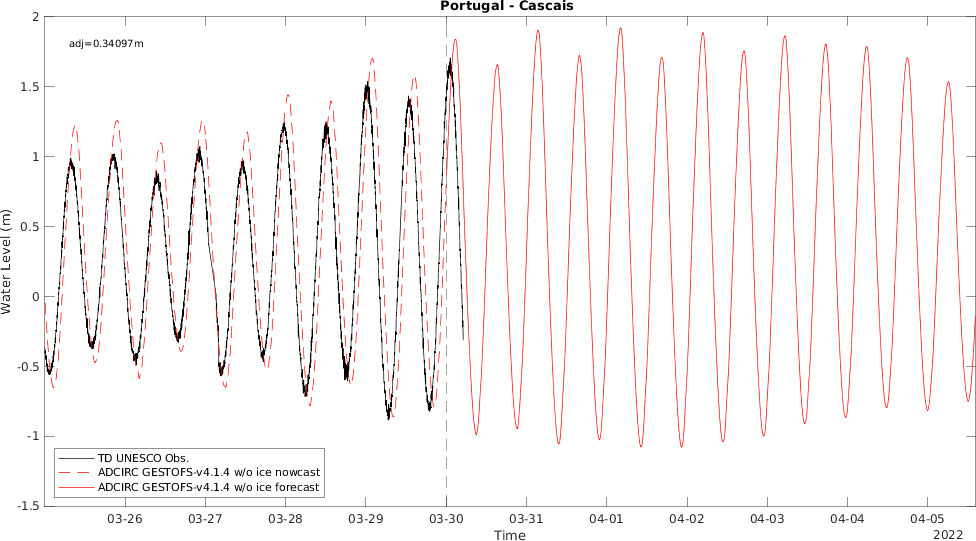 Portugal - Cascais
2
adj=0.34097m
1.5
1
0.5
0
-0.5
-1
-1.5
Water Level (m)
TD UNESCO Obs.
ADCIRC GESTOFS-v4.1.4 w/o ice nowcast
ADCIRC GESTOFS-v4.1.4 w/o ice forecast
03-26 03-27 03-28 03-29 03-30 03-31 04-01 04-02 04-03 04-04 04-05
Time
2022